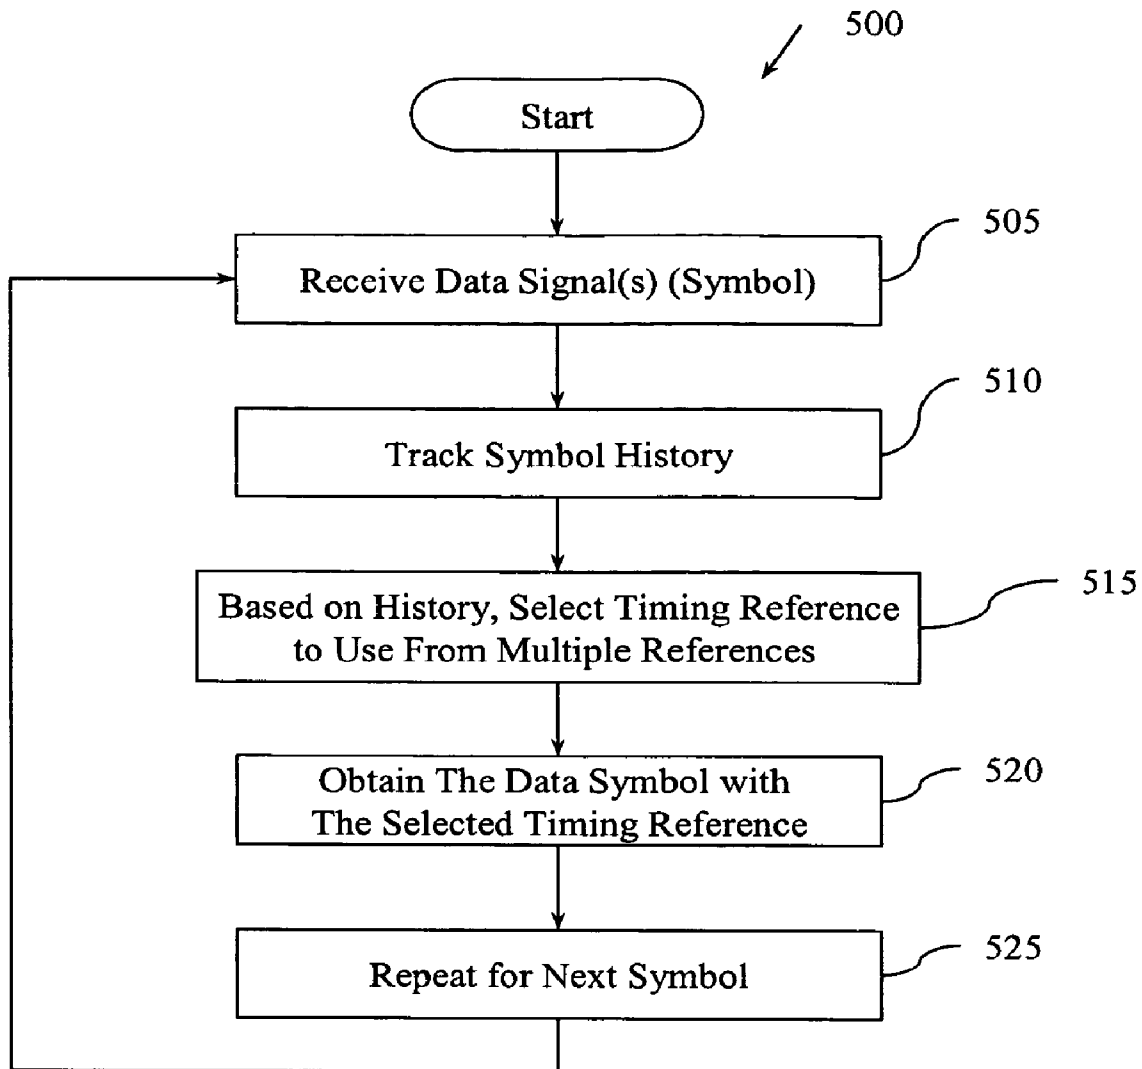 500
Start
505
Receive Data Signal(s) (Symbol)
510
Track Symbol History
515
Based on History, Select Timing Reference
to Use From Multiple References
520
Obtain The Data Symbol with
The Selected Timing Reference
525
Repeat for Next Symbol